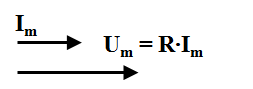 Iₘ
Uₘ = R·Iₘ